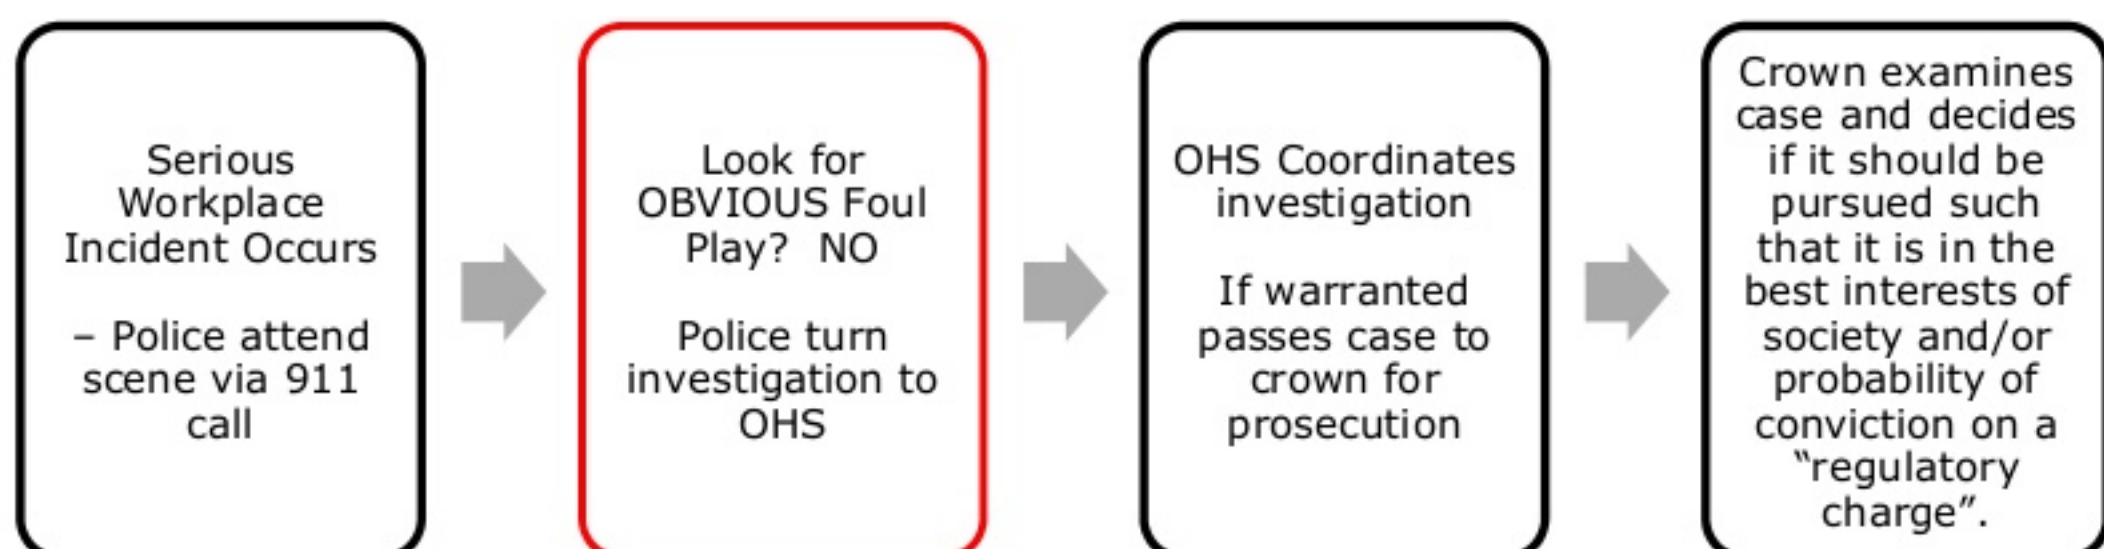 Serious
Workplace
Incident Occurs
– Police attend
scene via 911
call
Look for
OBVIOUS Foul
Play? NO
Police turn
investigation to
OHS
OHS Coordinates
investigation
If warranted
passes case to
crown for
prosecution
Crown examines
case and decides
if it should be
pursued such
that it is in the
best interests of
society and/or
probability of
conviction on a
“regulatory
charge”.